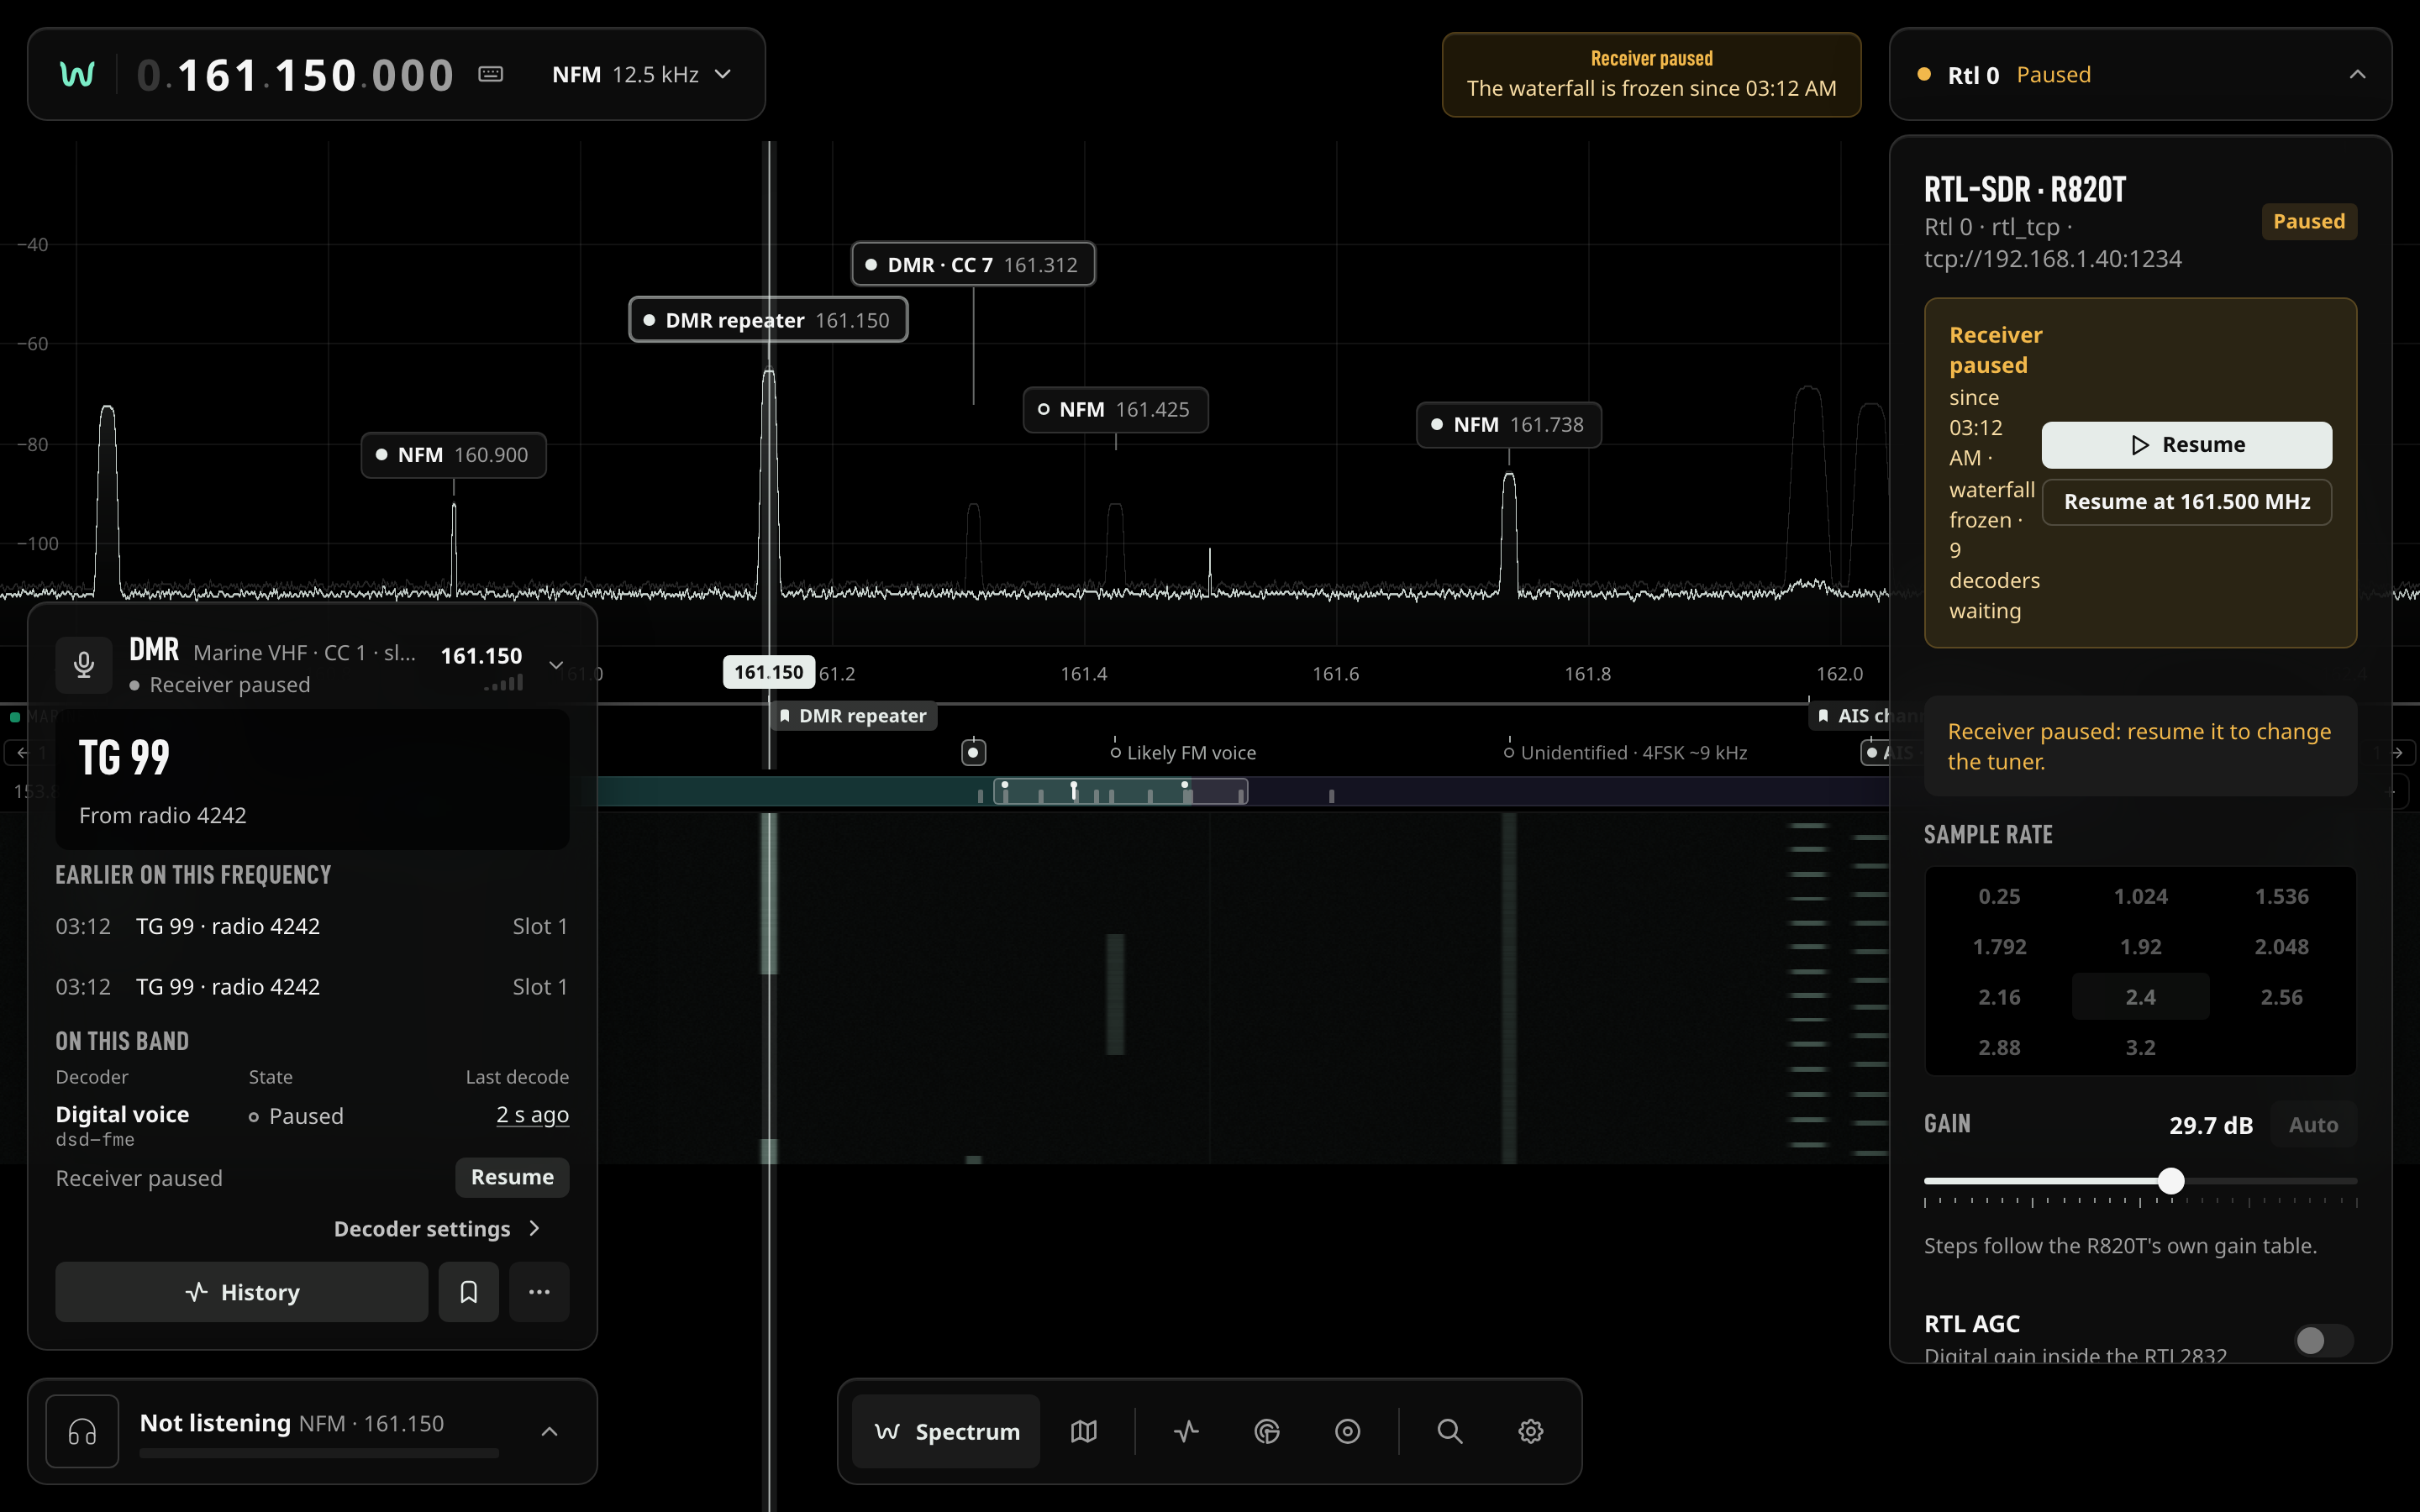 0.161.150.000
NFM 12.5 kHz
Receiver paused
The waterfall is frozen since 03:12 AM
Rtl 0 Paused
RTL-SDR · R820T
Rtl 0 · rtl_tcp ·
tcp://192.168.1.40:1234
Paused
Receiver
paused
since
03:12
AM ·
waterfall
frozen ·
9
decoders
waiting
Resume
Resume at 161.500 MHz
−40
−60
−80
−100
DMR · CC 7 161.312
DMR repeater 161.150
NFM 161.425
NFM 161.738
NFM 160.900
161.0
161.150
61.2
161.4
161.6
161.8
162.0
DMR repeater
AIS chan
Likely FM voice
Unidentified · 4FSK ~9 kHz
AIS
DMR Marine VHF · CC 1 · sl...
161.150
Receiver paused
TG 99
From radio 4242
EARLIER ON THIS FREQUENCY
03:12 TG 99 · radio 4242 Slot 1
03:12 TG 99 · radio 4242 Slot 1
ON THIS BAND
Decoder State Last decode
Digital voice Paused 2 s ago
dsd-fme
Receiver paused Resume
Decoder settings
History
Not listening NFM · 161.150
Spectrum
Receiver paused: resume it to change
the tuner.
SAMPLE RATE
0.25 1.024 1.536
1.792 1.92 2.048
2.16 2.4 2.56
2.88 3.2
GAIN 29.7 dB Auto
Steps follow the R820T's own gain table.
RTL AGC
Digital gain inside the RTL2832